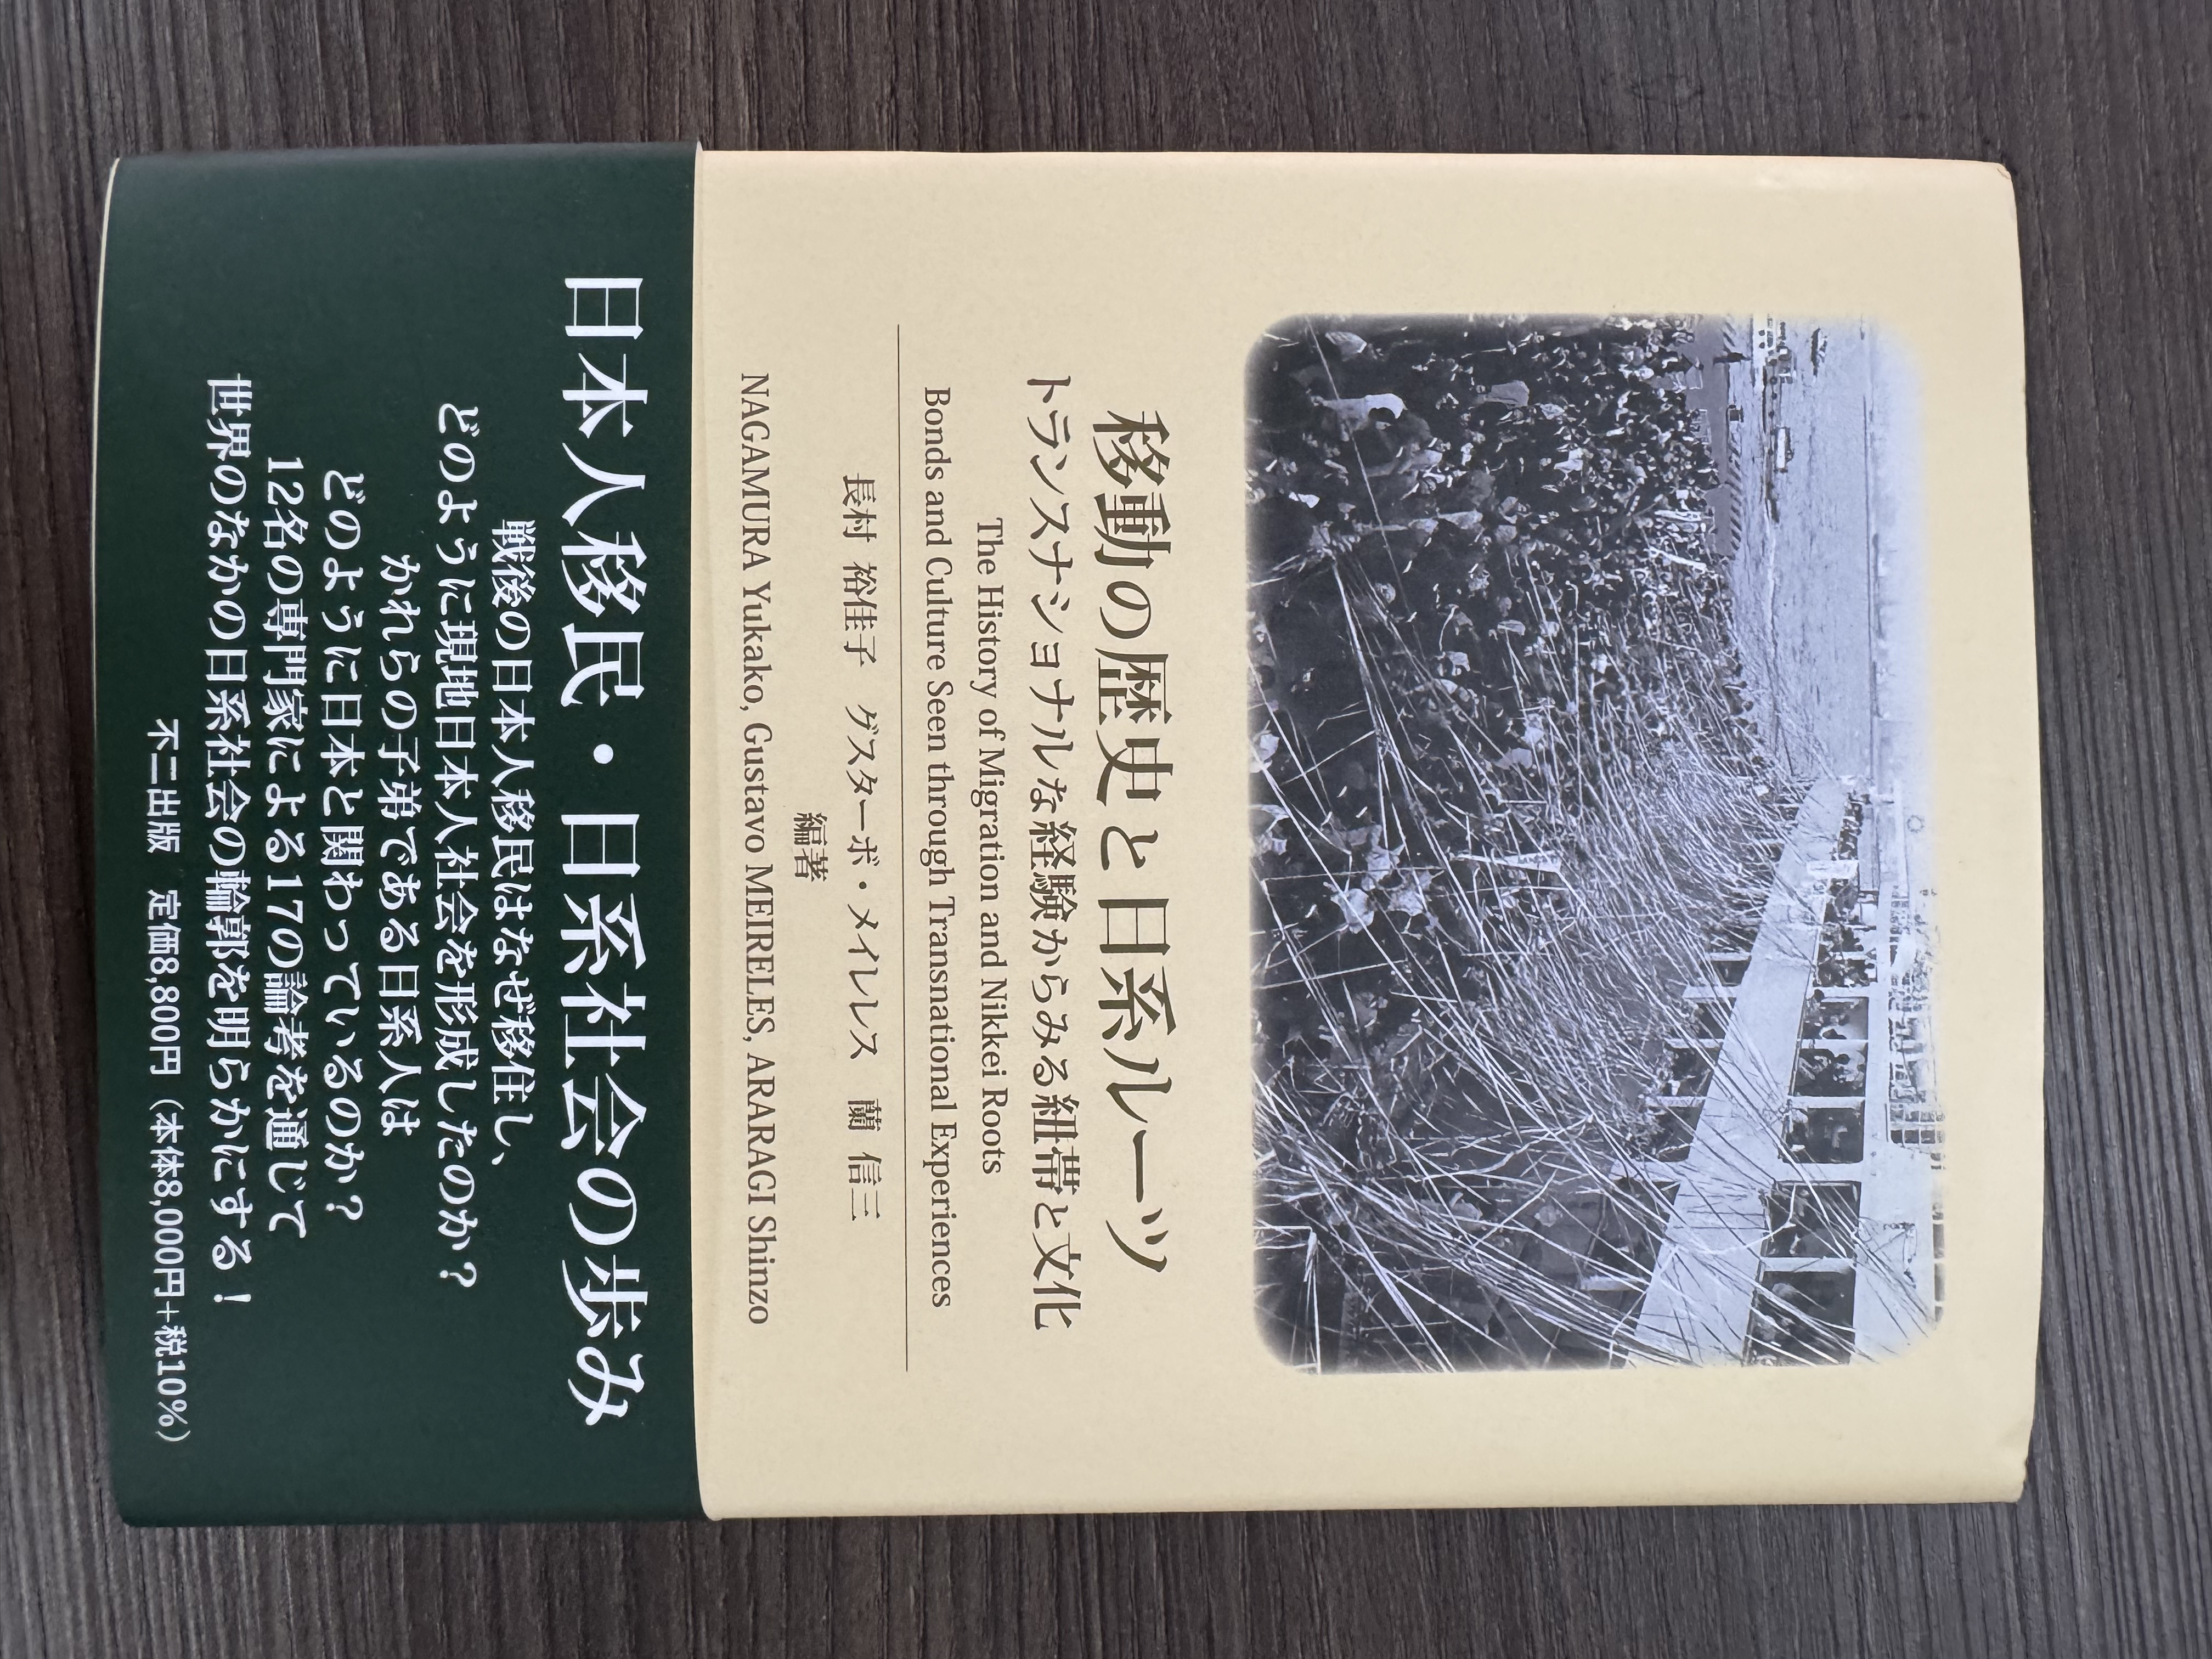 移動の歴史と日系ルーツ
トランスナショナルな経験からみる紐帯と文化
The History of Migration and Nikkei Roots
Bonds and Culture Seen through Transnational Experiences
長村 裕佳子 グスターボ・メイレレス 蘭 信三
編著
NAGAMURA Yukako, Gustavo MEIRELES, ARARAGI Shinzo
日本人移民・日系社会の歩み
戦後の日本人移民はなぜ移住し、
どのように現地日本人社会を形成したのか？
かれらの子弟である日系人は
どのように日本と関わっているのか？
12名の専門家による17の論考を通じて
世界のなかの日系社会の輪郭を明らかにする！
不二出版 定価8,800円（本体8,000円+税10%）